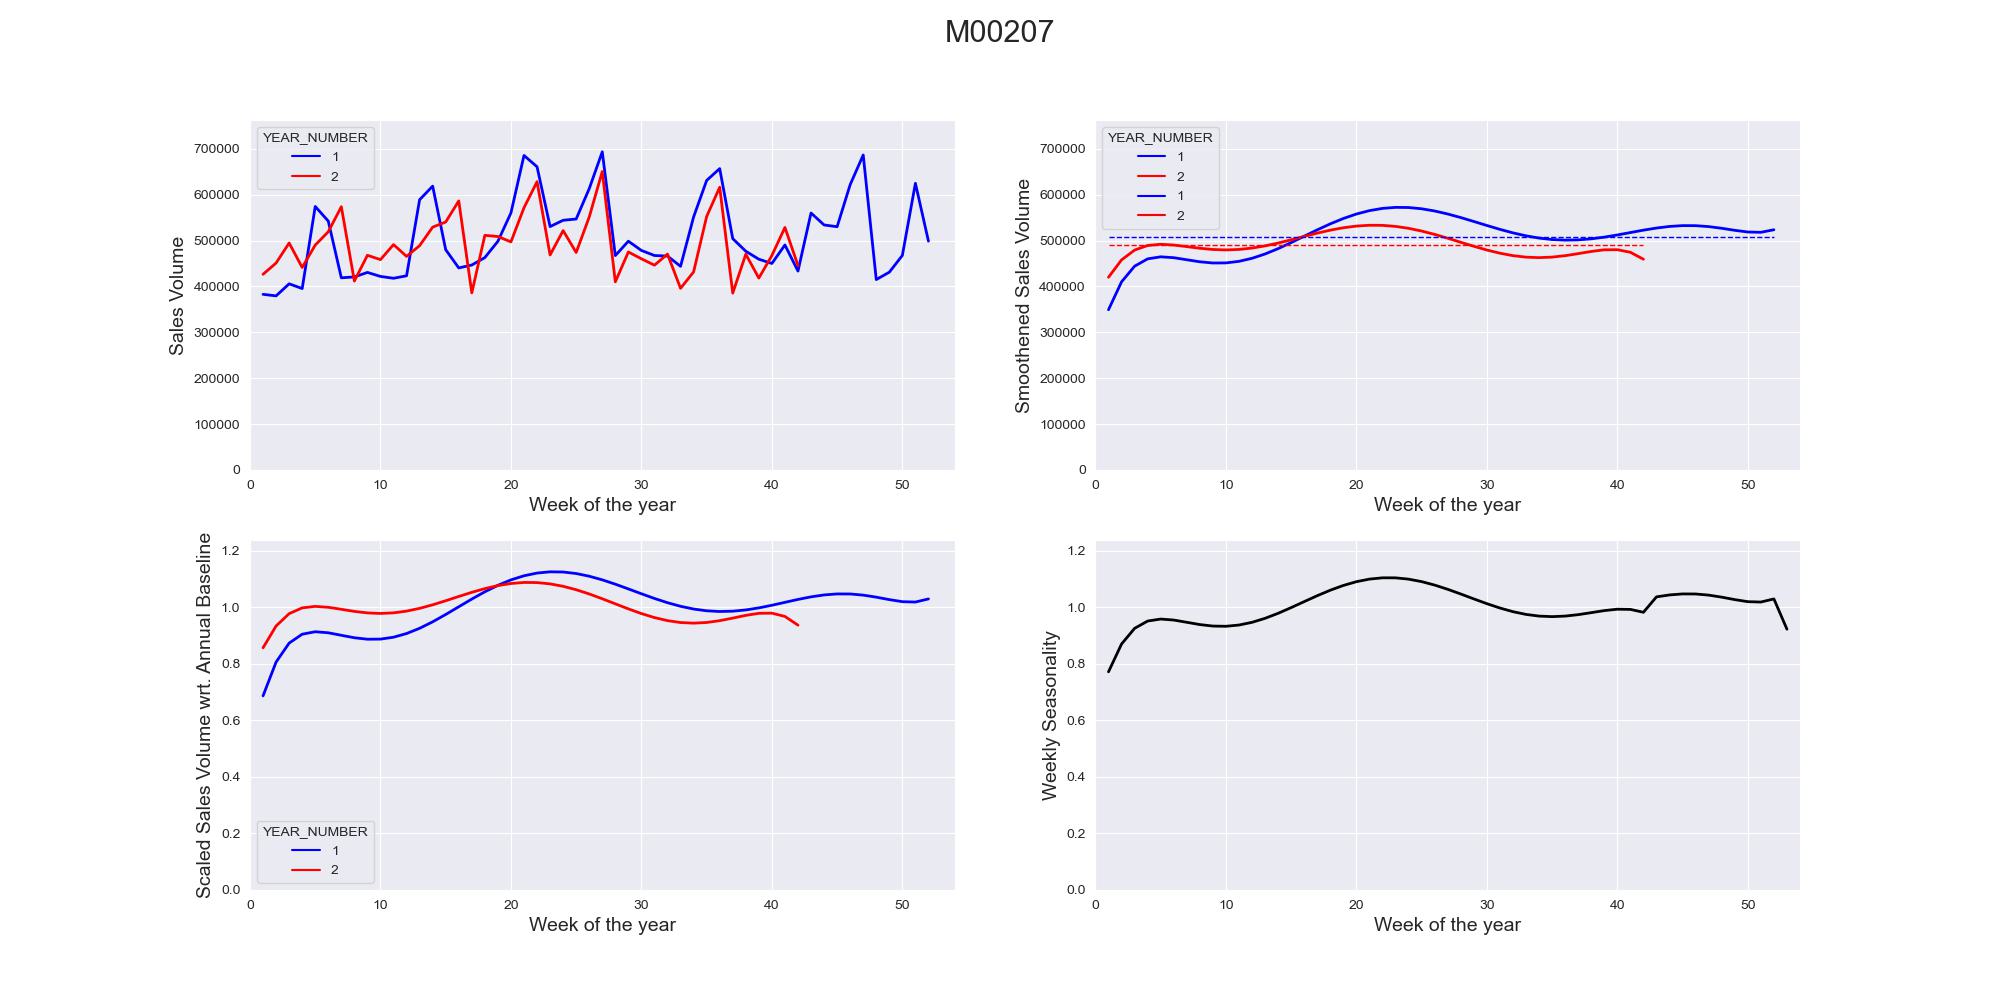 M00207
Sales Volume
700000
600000
500000
400000
300000
200000
100000
0
YEAR_NUMBER
1
2
0 10 20 30 40 50
Week of the year
Smoothened Sales Volume
700000
600000
500000
400000
300000
200000
100000
0
YEAR_NUMBER
1
2
1
2
0 10 20 30 40 50
Week of the year
Scaled Sales Volume wrt. Annual Baseline
1.2
1.0
0.8
0.6
0.4
0.2
0.0
YEAR_NUMBER
1
2
0 10 20 30 40 50
Week of the year
Weekly Seasonality
1.2
1.0
0.8
0.6
0.4
0.2
0.0
0 10 20 30 40 50
Week of the year